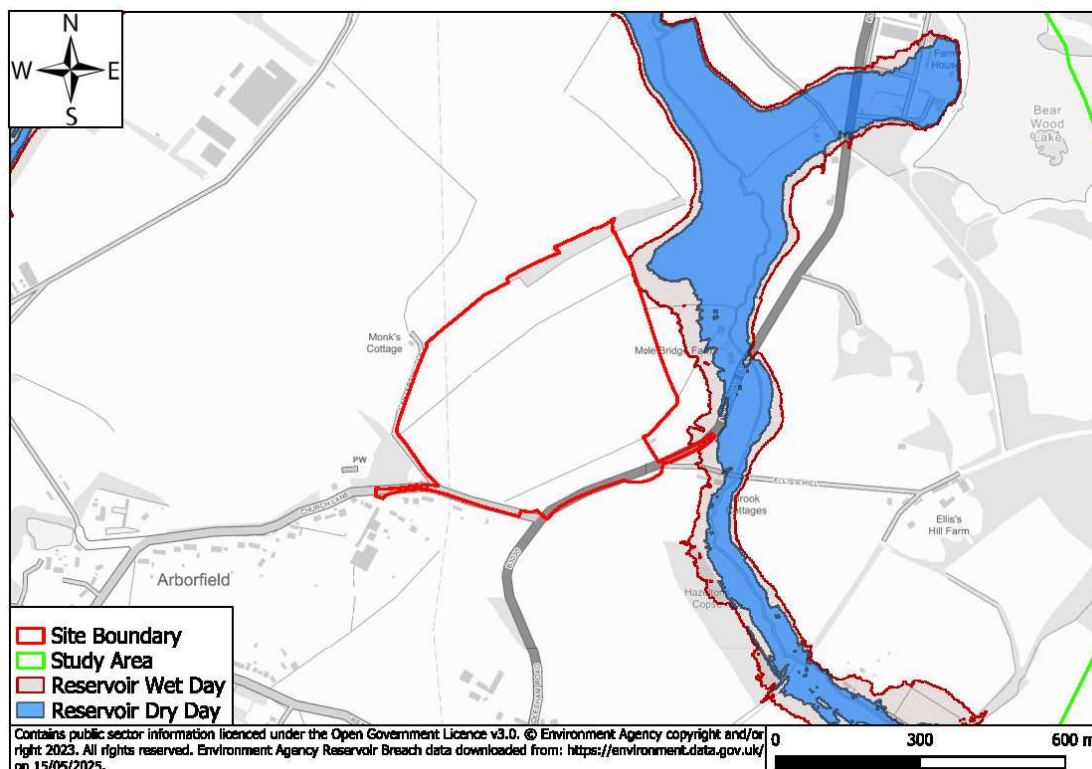 N
W
E
S
Farm
House
Bear
Wood
Lake
Monk's
Cottage
Mole Bridge Farm
PW
CHURCH LANE
ELLIS'S HILL
Brook
Cottages
Ellis's
Hill Farm
Arborfield
B3030
Hazelton
Copse
Site Boundary
Study Area
Reservoir Wet Day
Reservoir Dry Day
Contains public sector information licenced under the Open Government Licence v3.0. © Environment Agency copyright and/or
right 2023. All rights reserved. Environment Agency Reservoir Breach data downloaded from: https://environment.data.gov.uk/
on 15/05/2025.
0 300 600 m